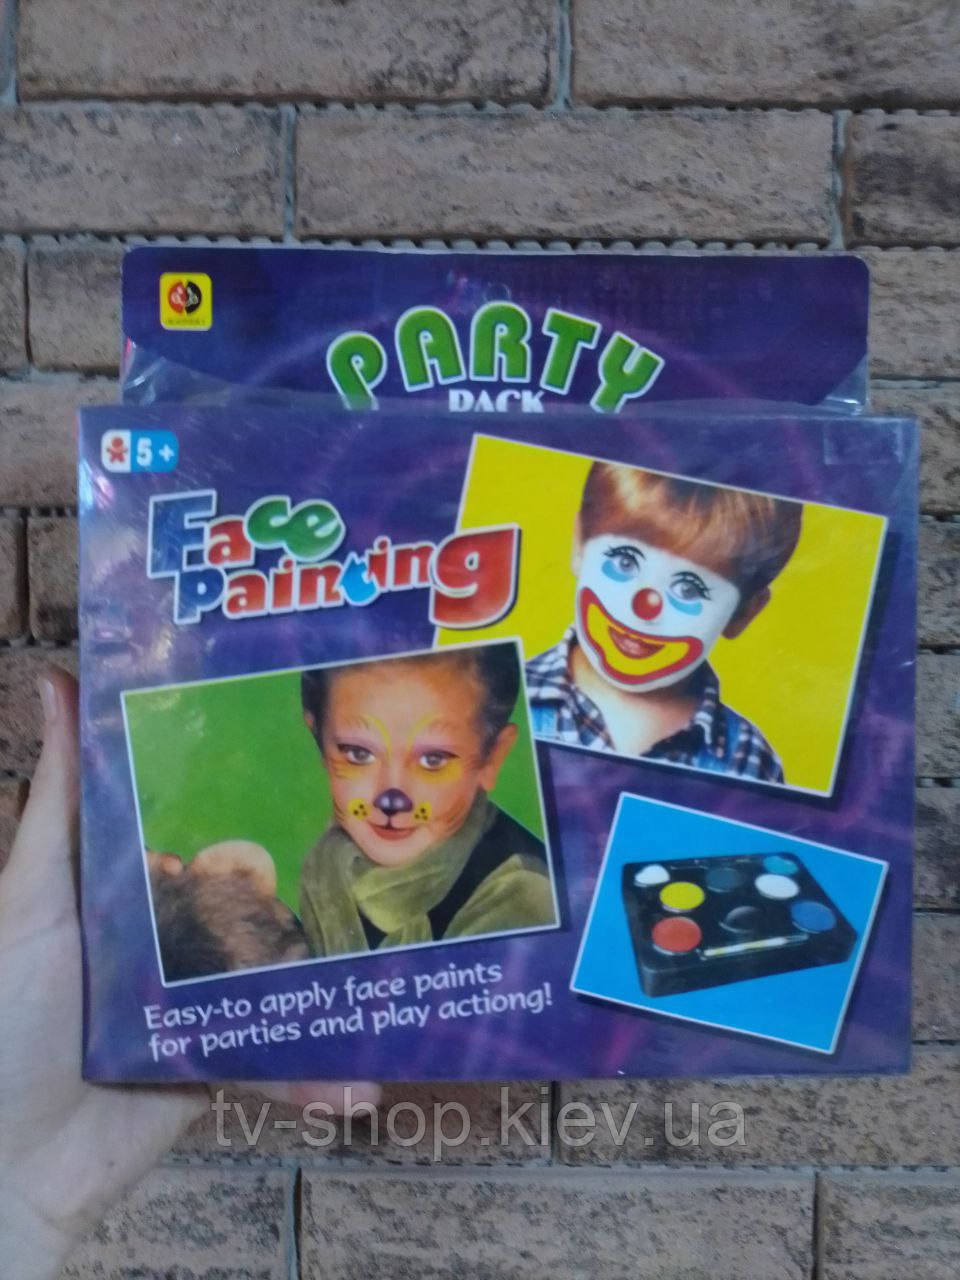 PARTY
PACK
5+
Face
Painting
Easy-to apply face paints
for parties and play actiong!
tv-shop.kiev.ua